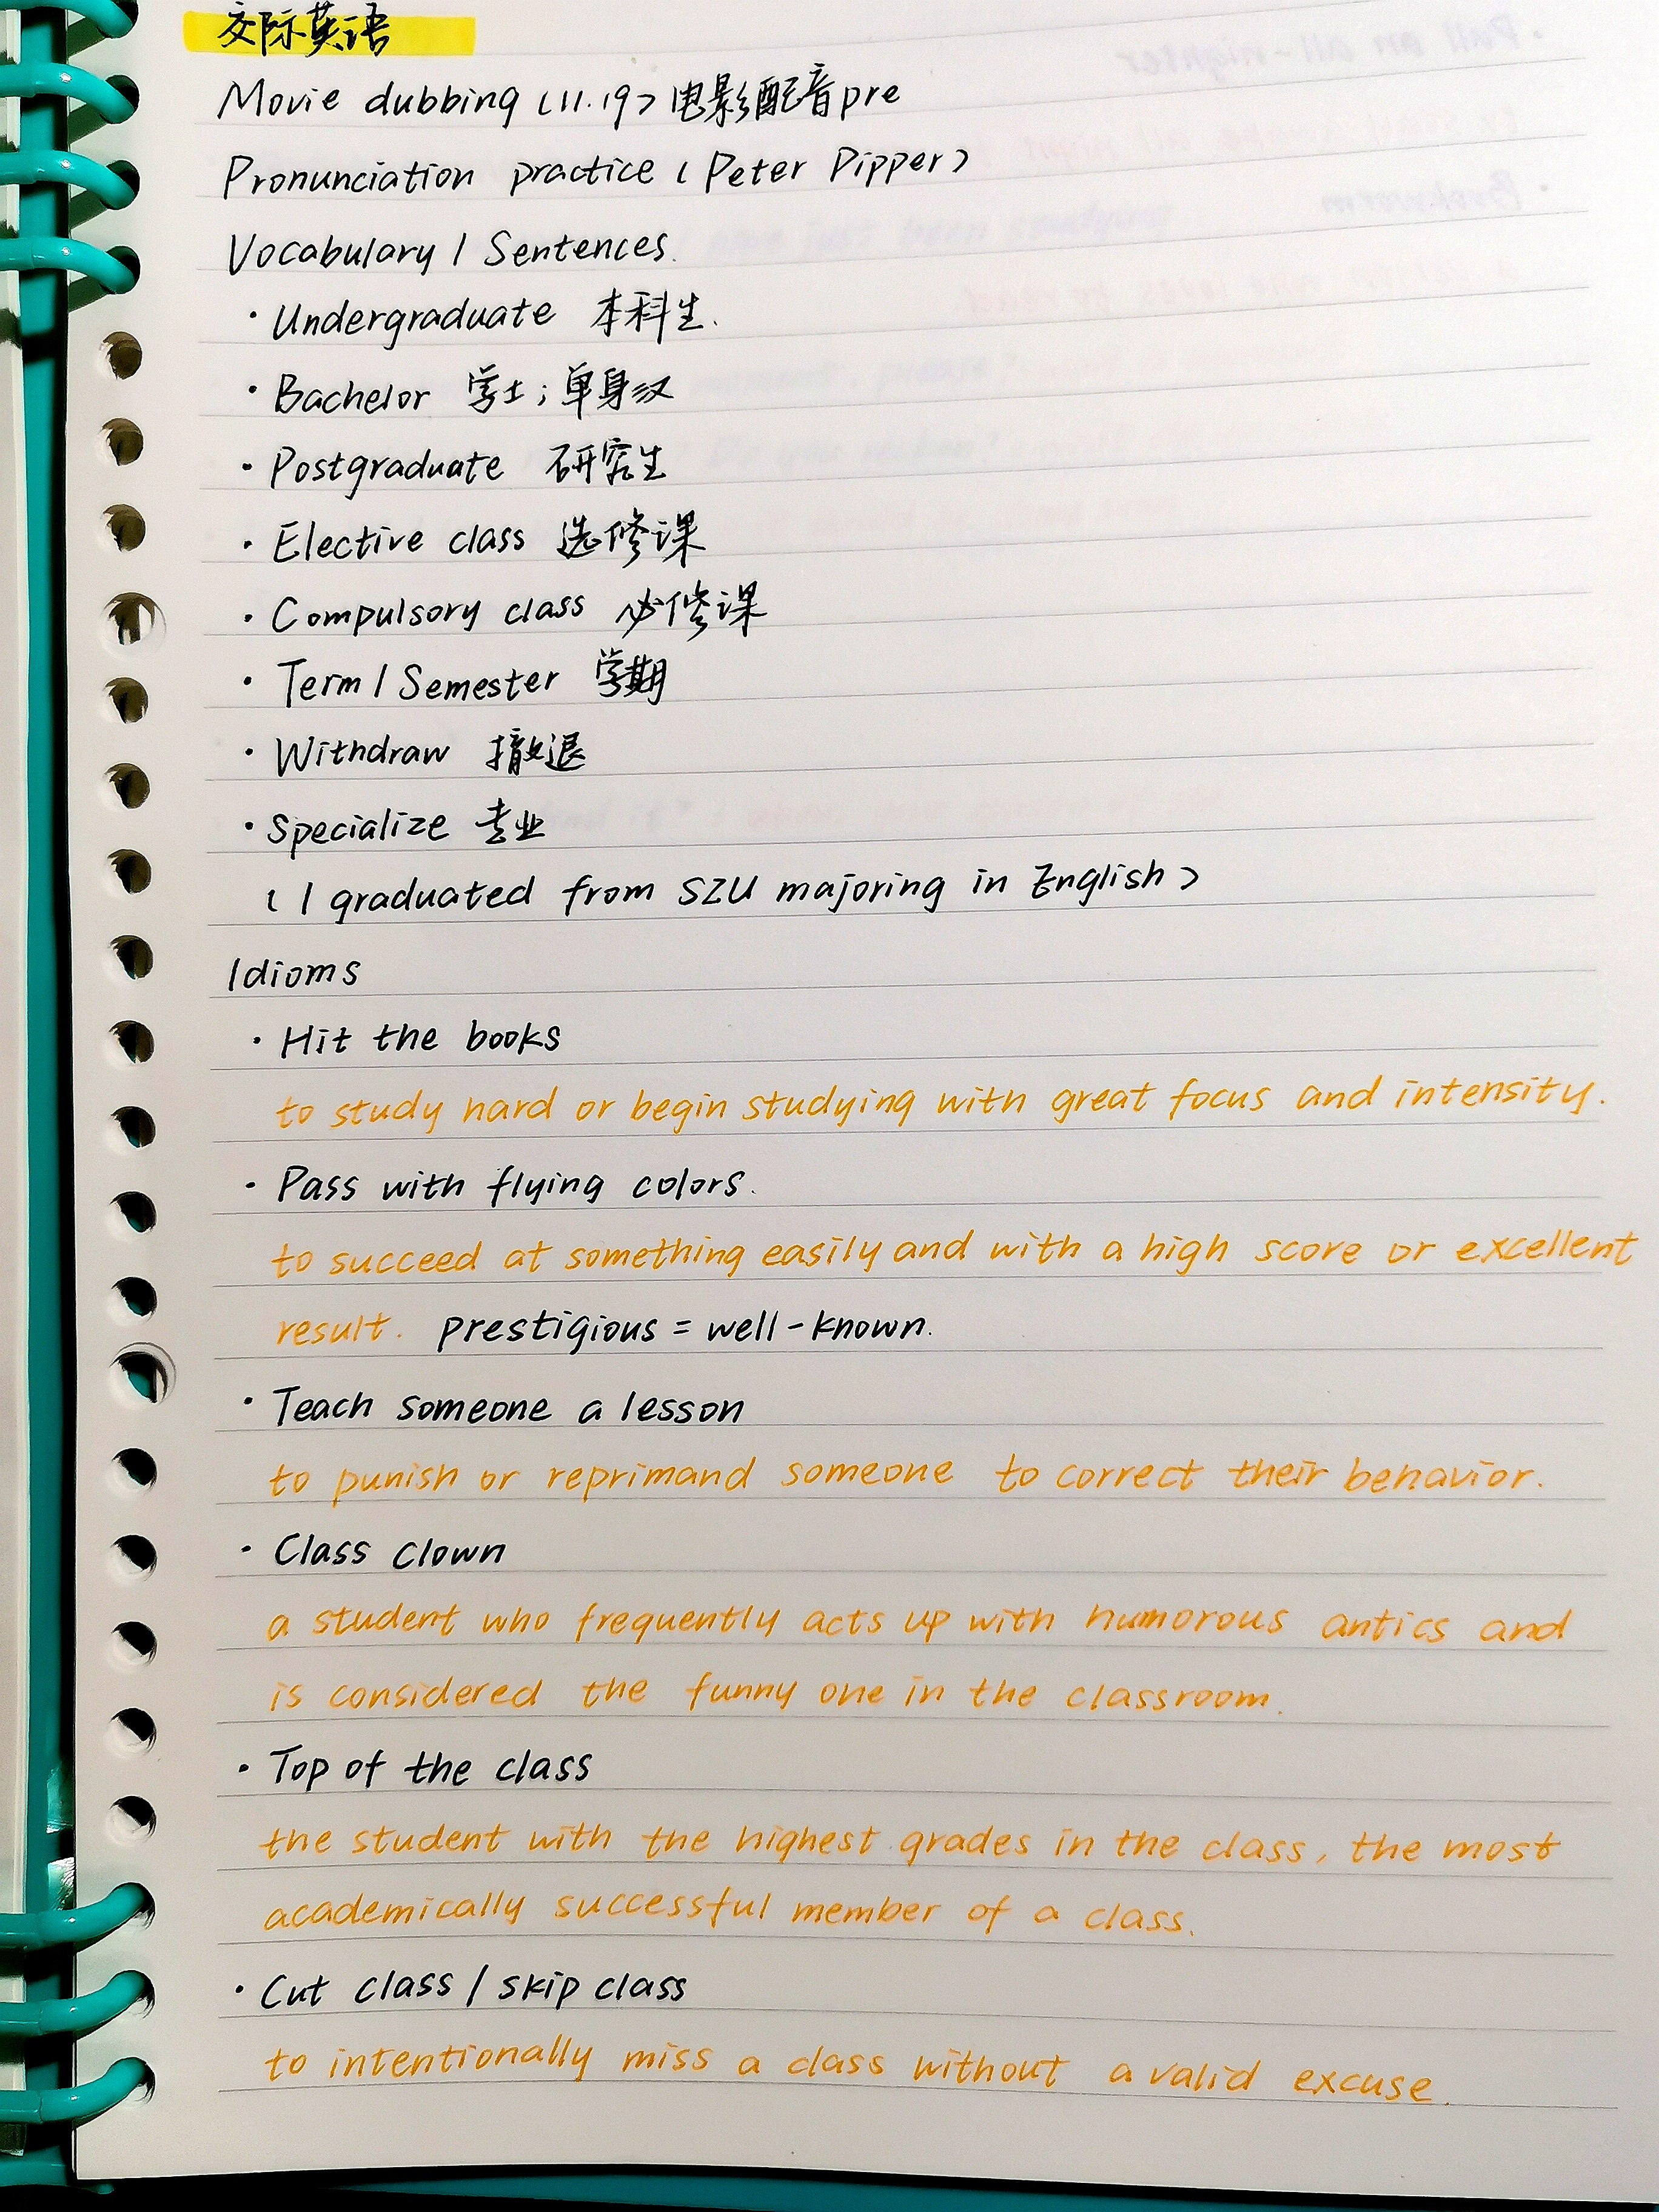 交际英语
Movie dubbing (11.19) 电影配音pre
Pronunciation practice (Peter Pipper)
Vocabulary / Sentences.
· Undergraduate 本科生.
· Bachelor 学士；单身汉
· Postgraduate 研究生
· Elective class 选修课
· Compulsory class 必修课
· Term / Semester 学期
· Withdraw 撤退
· Specialize 专业
( I graduated from SZU majoring in English )
Idioms
· Hit the books
to study hard or begin studying with great focus and intensity.
· Pass with flying colors.
to succeed at something easily and with a high score or excellent
result. prestigious = well-known.
· Teach someone a lesson
to punish or reprimand someone to correct their behavior.
· Class clown
a student who frequently acts up with humorous antics and
is considered the funny one in the classroom.
· Top of the class
the student with the highest grades in the class, the most
academically successful member of a class.
· Cut class / skip class
to intentionally miss a class without a valid excuse.